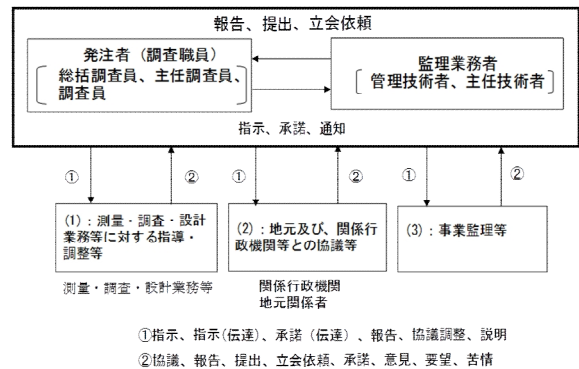 報告、提出、立会依頼
発注者（調査職員）
総括調査員、主任調査員、
調査員
監理業務者
管理技術者、主任技術者
指示、承諾、通知
①
②
①
②
①
②
(1)：測量・調査・設計
業務等に対する指導・
調整等
(2)：地元及び、関係行
政機関等との協議等
(3)：事業監理等
測量・調査・設計業務等
関係行政機関
地元関係者
①指示、指示(伝達)、承諾（伝達）、報告、協議調整、説明
②協議、報告、提出、立会依頼、承諾、意見、要望、苦情